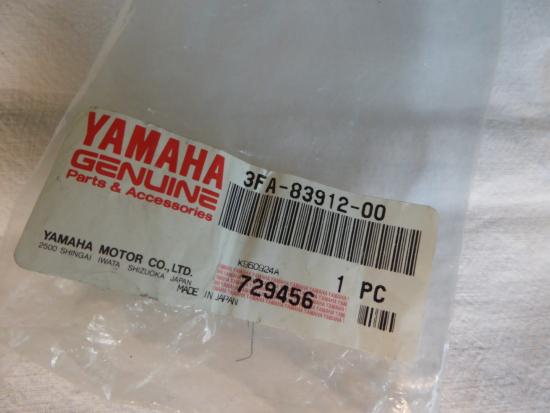 YAMAHA
GENUINE
Parts & Accessories
3FA-83912-00
YAMAHA MOTOR CO., LTD.
2500 SHINGAI IWATA SHIZUOKA JAPAN
MADE IN JAPAN
K96D924A
729456
1 PC